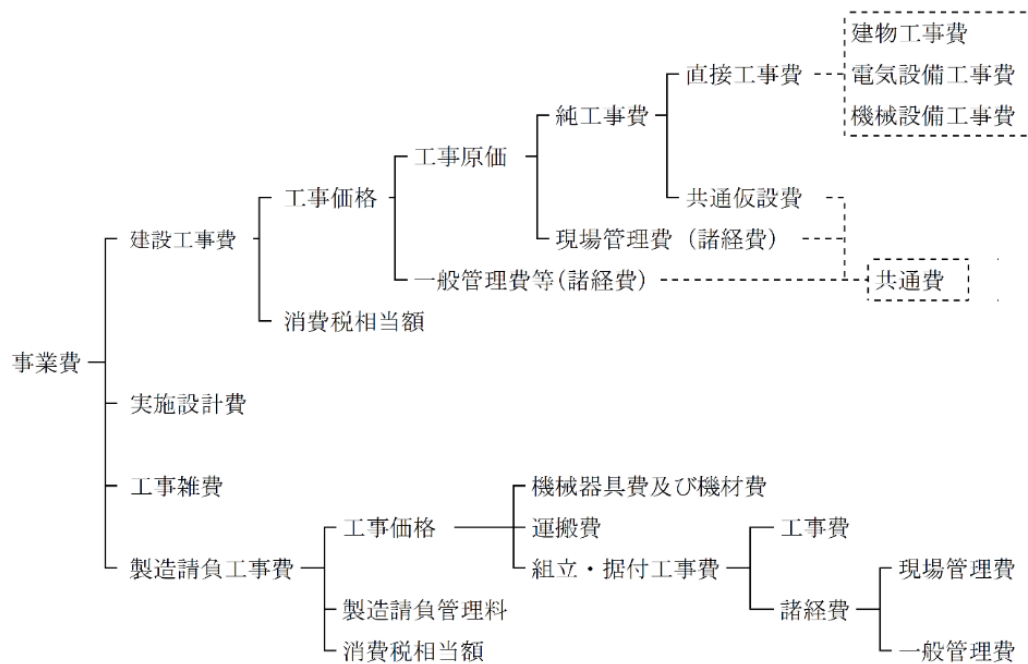 建物工事費
直接工事費
電気設備工事費
純工事費
機械設備工事費
工事原価
工事価格
共通仮設費
建設工事費
現場管理費（諸経費）
一般管理費等(諸経費)
共通費
消費税相当額
事業費
実施設計費
工事雑費
機械器具費及び機材費
工事価格
運搬費
工事費
製造請負工事費
組立・据付工事費
現場管理費
製造請負管理料
諸経費
消費税相当額
一般管理費